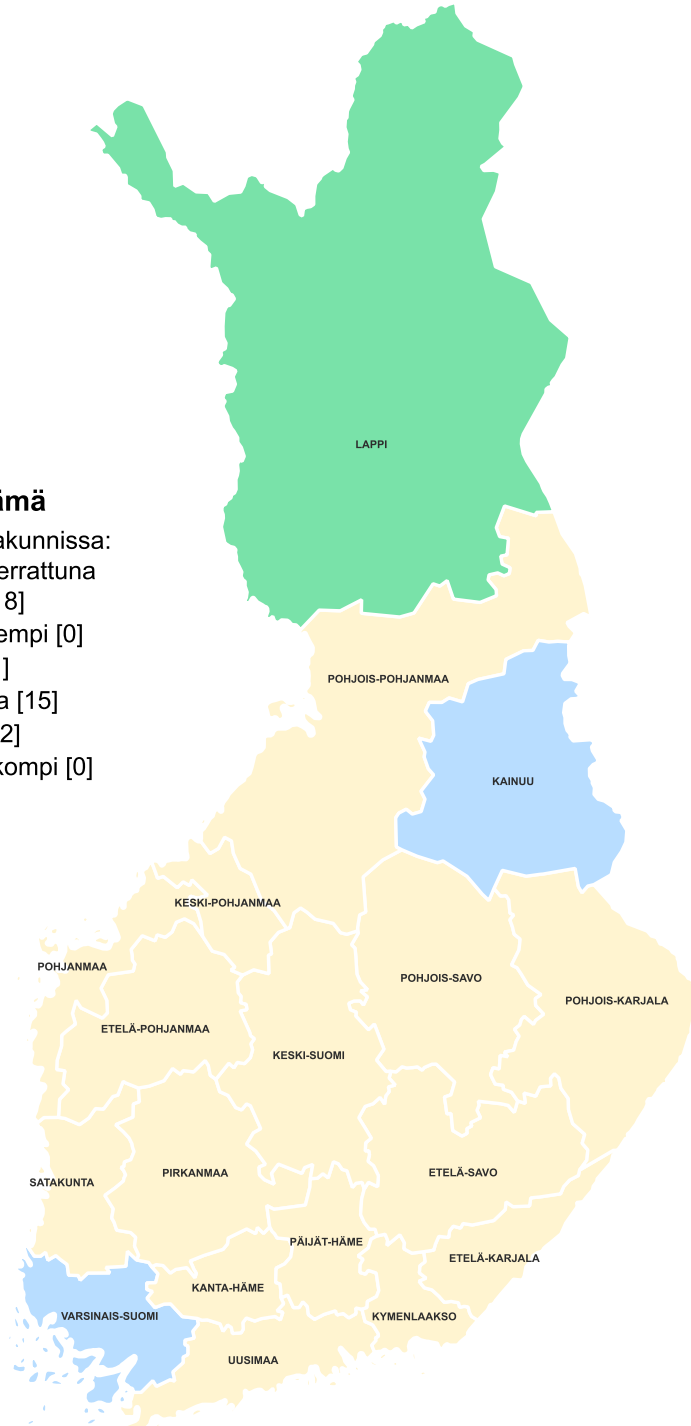 LAPPI
ämä
akunnissa:
errattuna
8]
empi [0]
]
POHJOIS-POHJANMAA
a [15]
2]
kompi [0]
KAINUU
KESKI-POHJANMAA
POHJANMAA
POHJOIS-SAVO
POHJOIS-KARJALA
ETELÄ-POHJANMAA
KESKI-SUOMI
PIRKANMAA
ETELÄ-SAVO
SATAKUNTA
PÄIJÄT-HÄME
ETELÄ-KARJALA
KANTA-HÄME
VARSINAIS-SUOMI
KYMENLAAKSO
UUSIMAA